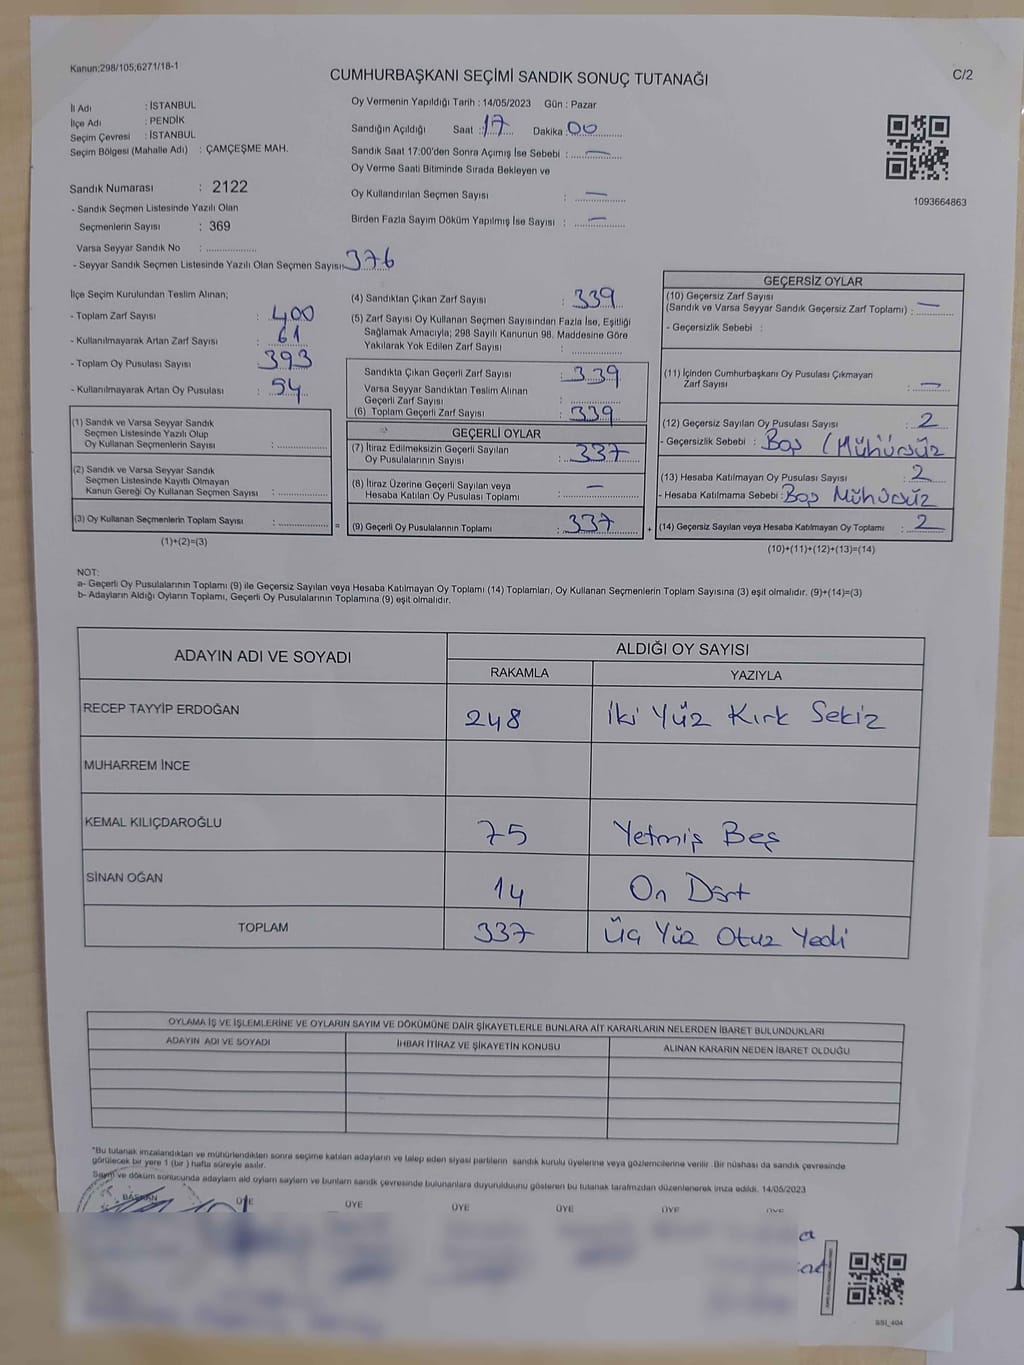 Kanun;298/105;6271/18-1
CUMHURBAŞKANI SEÇİMİ SANDIK SONUÇ TUTANAĞI
C/2
İl Adı : İSTANBUL
İlçe Adı : PENDİK
Seçim Çevresi : İSTANBUL
Seçim Bölgesi (Mahalle Adı) : ÇAMÇEŞME MAH.
Sandık Numarası : 2122
- Sandık Seçmen Listesinde Yazılı Olan
Seçmenlerin Sayısı : 369
Varsa Seyyar Sandık No : ................
- Seyyar Sandık Seçmen Listesinde Yazılı Olan Seçmen Sayısı: 376
Oy Vermenin Yapıldığı Tarih : 14/05/2023 Gün : Pazar
Sandığın Açıldığı Saat : 17 Dakika 00
Sandık Saat 17:00'den Sonra Açımış İse Sebebi : —
Oy Verme Saati Bitiminde Sırada Bekleyen ve
Oy Kullandırılan Seçmen Sayısı : —
Birden Fazla Sayım Döküm Yapılmış İse Sayısı : —
1093664863
İlçe Seçim Kurulundan Teslim Alınan;
- Toplam Zarf Sayısı : 400
- Kullanılmayarak Artan Zarf Sayısı : 61
- Toplam Oy Pusulası Sayısı : 393
- Kullanılmayarak Artan Oy Pusulası : 54
(1) Sandık ve Varsa Seyyar Sandık
Seçmen Listesinde Yazılı Olup
Oy Kullanan Seçmenlerin Sayısı : ................
(2) Sandık ve Varsa Seyyar Sandık
Seçmen Listesinde Kayıtlı Olmayan
Kanun Gereği Oy Kullanan Seçmen Sayısı : ................
(3) Oy Kullanan Seçmenlerin Toplam Sayısı : ................ =
(1)+(2)=(3)
(4) Sandıktan Çıkan Zarf Sayısı : 339
(5) Zarf Sayısı Oy Kullanan Seçmen Sayısından Fazla İse, Eşitliği
Sağlamak Amacıyla; 298 Sayılı Kanunun 98. Maddesine Göre
Yakılarak Yok Edilen Zarf Sayısı : ................
Sandıkta Çıkan Geçerli Zarf Sayısı : 339
Varsa Seyyar Sandıktan Teslim Alınan
Geçerli Zarf Sayısı : ................
(6) Toplam Geçerli Zarf Sayısı : 339
GEÇERLİ OYLAR
(7) İtiraz Edilmeksizin Geçerli Sayılan
Oy Pusulalarının Sayısı : 337
(8) İtiraz Üzerine Geçerli Sayılan veya
Hesaba Katılan Oy Pusulası Toplamı : —
(9) Geçerli Oy Pusulalarının Toplamı : 337 +
GEÇERSİZ OYLAR
(10) Geçersiz Zarf Sayısı
(Sandık ve Varsa Seyyar Sandık Geçersiz Zarf Toplamı) : —
- Geçersizlik Sebebi :
(11) İçinden Cumhurbaşkanı Oy Pusulası Çıkmayan
Zarf Sayısı : —
(12) Geçersiz Sayılan Oy Pusulası Sayısı : 2
- Geçersizlik Sebebi : Boş (Mühürsüz
(13) Hesaba Katılmayan Oy Pusulası Sayısı : 2
- Hesaba Katılmama Sebebi : Boş Mühürsüz
(14) Geçersiz Sayılan veya Hesaba Katılmayan Oy Toplamı : 2
(10)+(11)+(12)+(13)=(14)
NOT:
a- Geçerli Oy Pusulalarının Toplamı (9) ile Geçersiz Sayılan veya Hesaba Katılmayan Oy Toplamı (14) Toplamları, Oy Kullanan Seçmenlerin Toplam Sayısına (3) eşit olmalıdır. (9)+(14)=(3)
b- Adayların Aldığı Oyların Toplamı, Geçerli Oy Pusulalarının Toplamına (9) eşit olmalıdır.
ADAYIN ADI VE SOYADI
ALDIĞI OY SAYISI
RAKAMLA YAZIYLA
RECEP TAYYİP ERDOĞAN 248 İki Yüz Kırk Sekiz
MUHARREM İNCE
KEMAL KILIÇDAROĞLU 75 Yetmiş Beş
SİNAN OĞAN 14 On Dört
TOPLAM 337 Üç Yüz Otuz Yedi
OYLAMA İŞ VE İŞLEMLERİNE VE OYLARIN SAYIM VE DÖKÜMÜNE DAİR ŞİKAYETLERLE BUNLARA AİT KARARLARIN NELERDEN İBARET BULUNDUKLARI
ADAYIN ADI VE SOYADI İHBAR İTİRAZ VE ŞİKAYETİN KONUSU ALINAN KARARIN NEDEN İBARET OLDUĞU
*Bu tutanak imzalandıktan ve mühürlendikten sonra seçime katılan adayların ve talep eden siyasi partilerin sandık kurulu üyelerine veya gözlemcilerine verilir. Bir nüshası da sandık çevresinde
görülecek bir yere 1 (bir ) hafta süreyle asılır.
Sayım ve döküm sonucunda adayların ald oyların sayların ve bunların sandk çevresinde bulunanlara duyurulduunu gösteren bu tutanak tarafmzdan düzenlenerek imza edildi. 14/05/2023
BAŞKAN ÜYE ÜYE ÜYE ÜYE ÜYE ÜYE
SSİ_404